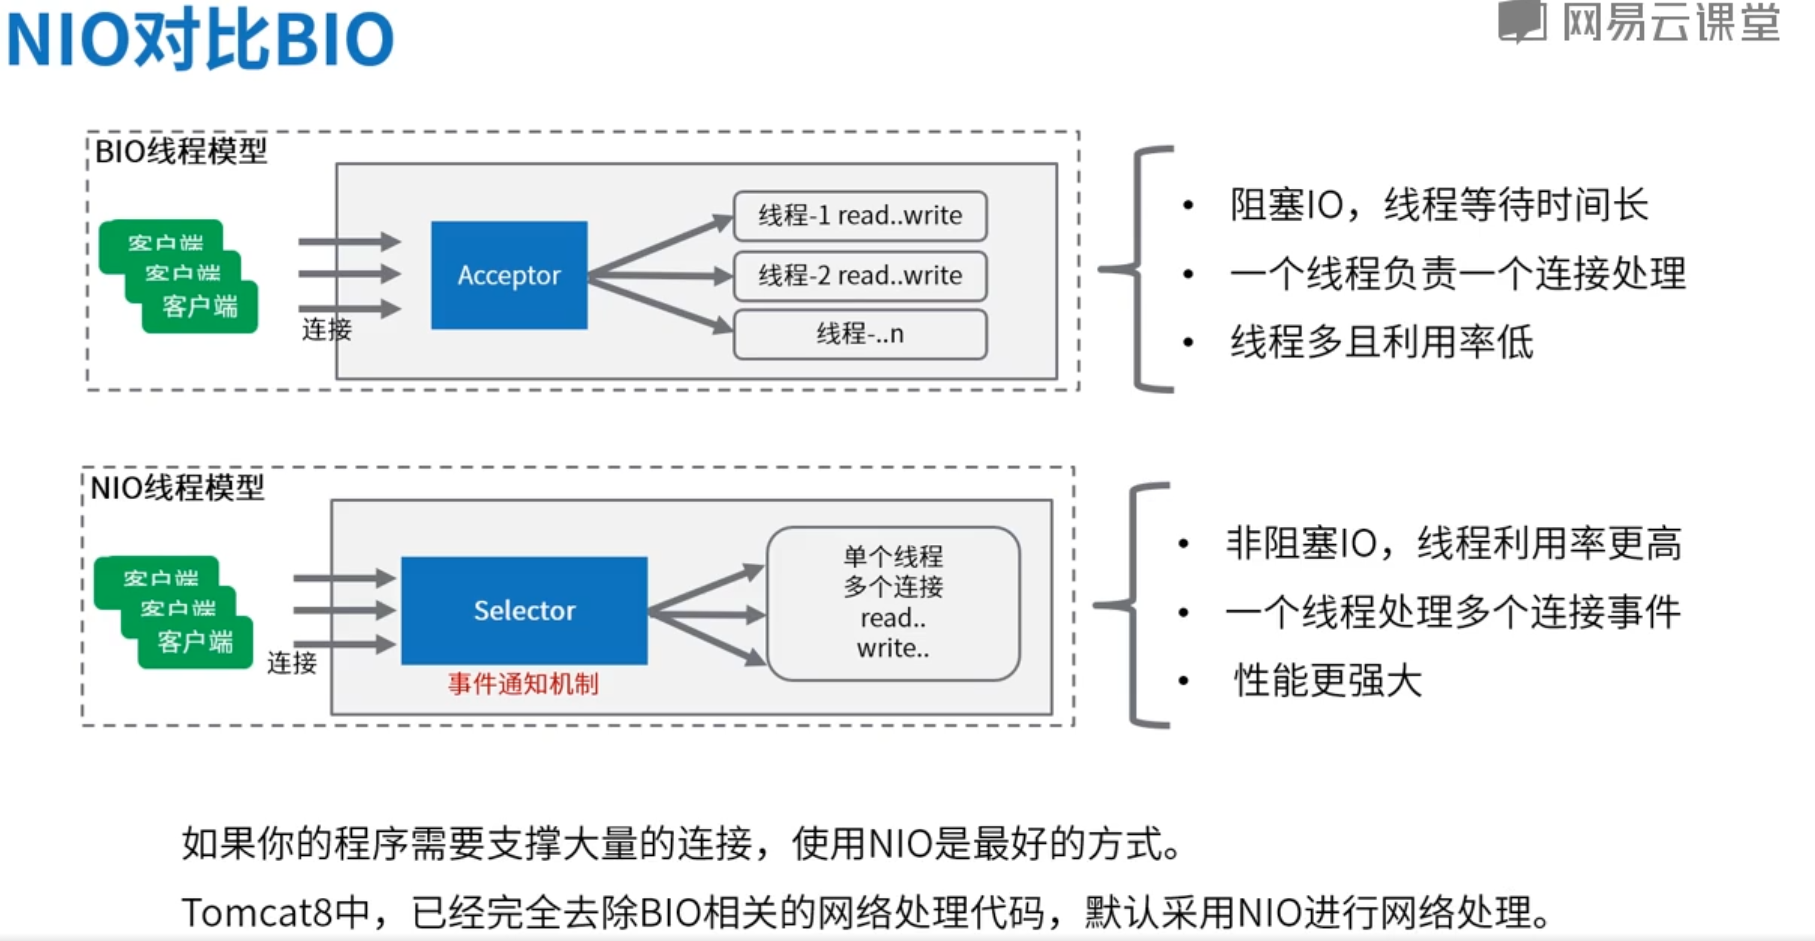 NIO对比BIO
网易云课堂
BIO线程模型
客户端
客户端
客户端
连接
Acceptor
线程-1 read..write
线程-2 read..write
线程-..n
• 阻塞IO，线程等待时间长
• 一个线程负责一个连接处理
• 线程多且利用率低
NIO线程模型
客户端
客户端
客户端
连接
Selector
事件通知机制
单个线程
多个连接
read..
write..
• 非阻塞IO，线程利用率更高
• 一个线程处理多个连接事件
• 性能更强大
如果你的程序需要支撑大量的连接，使用NIO是最好的方式。
Tomcat8中，已经完全去除BIO相关的网络处理代码，默认采用NIO进行网络处理。